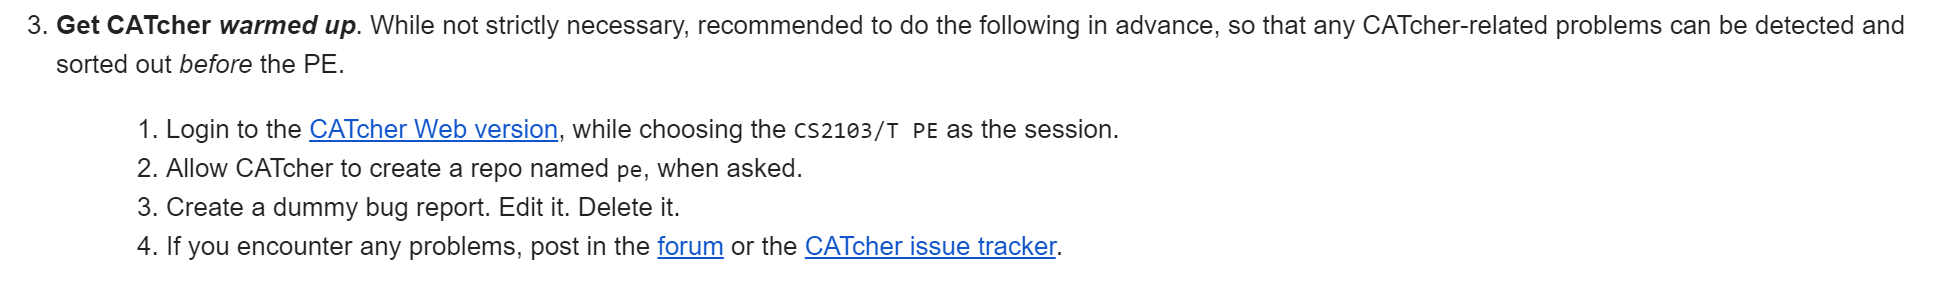 3. Get CATcher warmed up. While not strictly necessary, recommended to do the following in advance, so that any CATcher-related problems can be detected and
sorted out before the PE.
1. Login to the CATcher Web version, while choosing the CS2103/T PE as the session.
2. Allow CATcher to create a repo named pe, when asked.
3. Create a dummy bug report. Edit it. Delete it.
4. If you encounter any problems, post in the forum or the CATcher issue tracker.